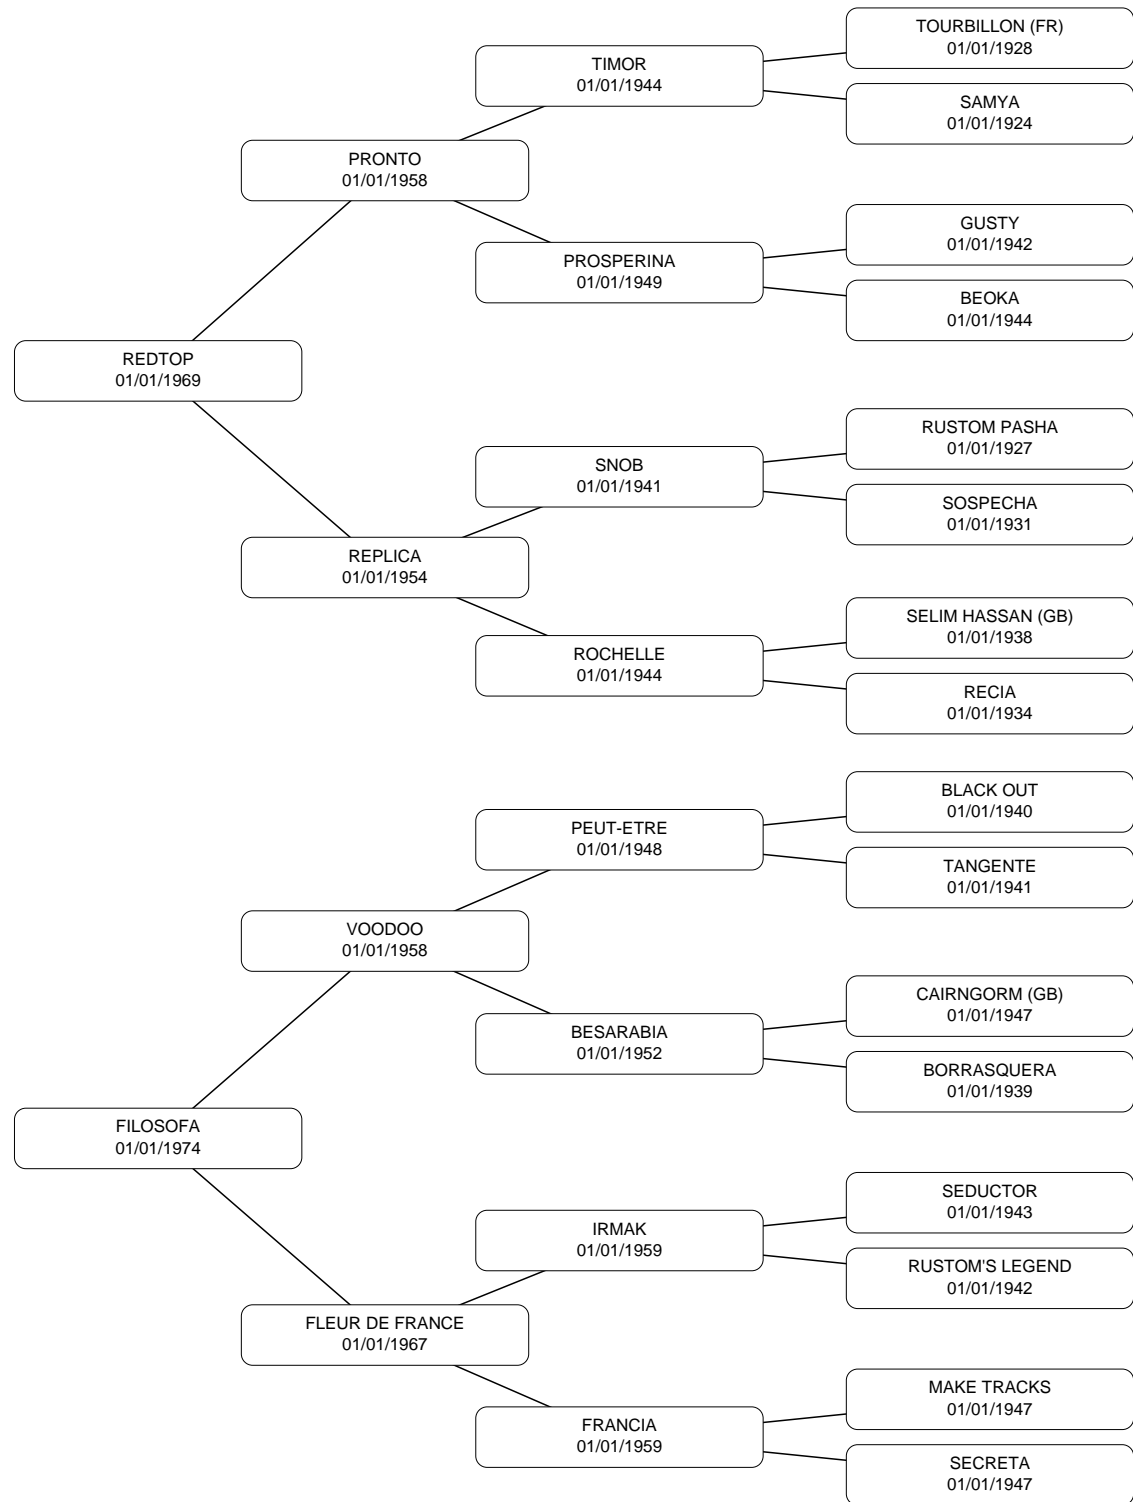 TOURBILLON (FR)
01/01/1928
TIMOR
01/01/1944
SAMYA
01/01/1924
PRONTO
01/01/1958
GUSTY
01/01/1942
PROSPERINA
01/01/1949
BEOKA
01/01/1944
REDTOP
01/01/1969
RUSTOM PASHA
01/01/1927
SNOB
01/01/1941
SOSPECHA
01/01/1931
REPLICA
01/01/1954
SELIM HASSAN (GB)
01/01/1938
ROCHELLE
01/01/1944
RECIA
01/01/1934
BLACK OUT
01/01/1940
PEUT-ETRE
01/01/1948
TANGENTE
01/01/1941
VOODOO
01/01/1958
CAIRNGORM (GB)
01/01/1947
BESARABIA
01/01/1952
BORRASQUERA
01/01/1939
FILOSOFA
01/01/1974
SEDUCTOR
01/01/1943
IRMAK
01/01/1959
RUSTOM'S LEGEND
01/01/1942
FLEUR DE FRANCE
01/01/1967
MAKE TRACKS
01/01/1947
FRANCIA
01/01/1959
SECRETA
01/01/1947